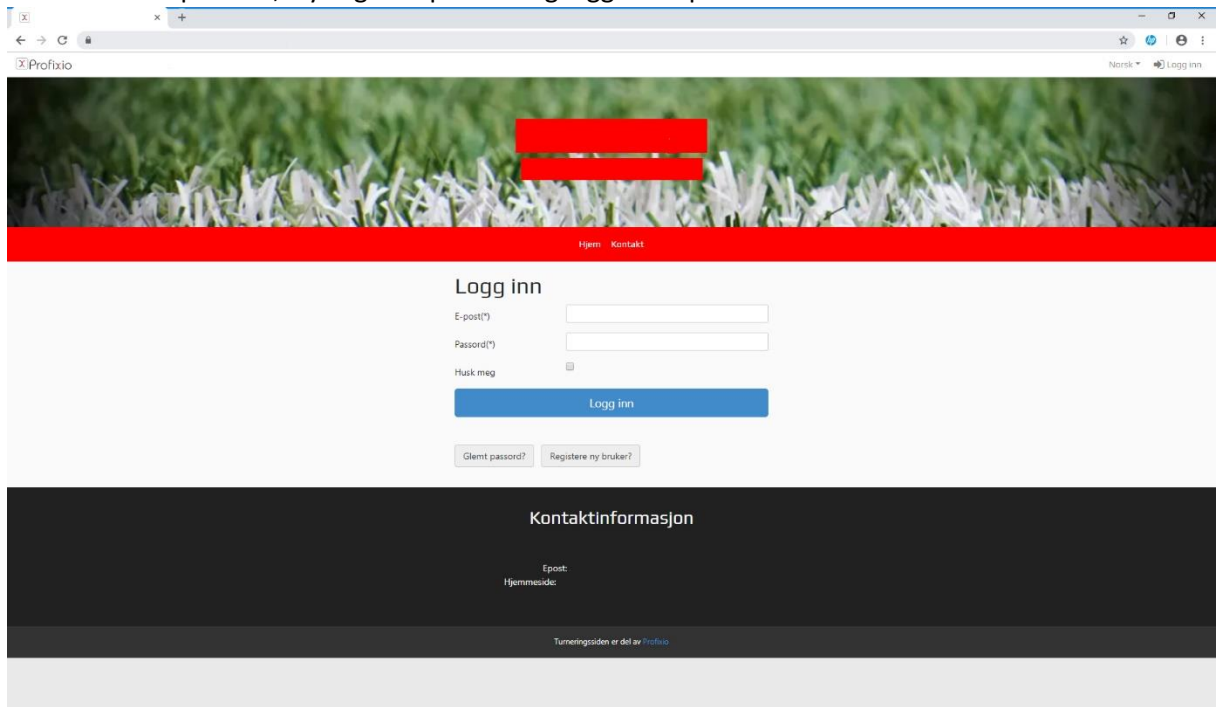 Profixio
Norsk
Logg inn
Hjem Kontakt
Logg inn
E-post(*)
Passord(*)
Husk meg
Logg inn
Glemt passord? Registere ny bruker?
Kontaktinformasjon
Epost:
Hjemmeside:
Turneringssiden er del av Profixio